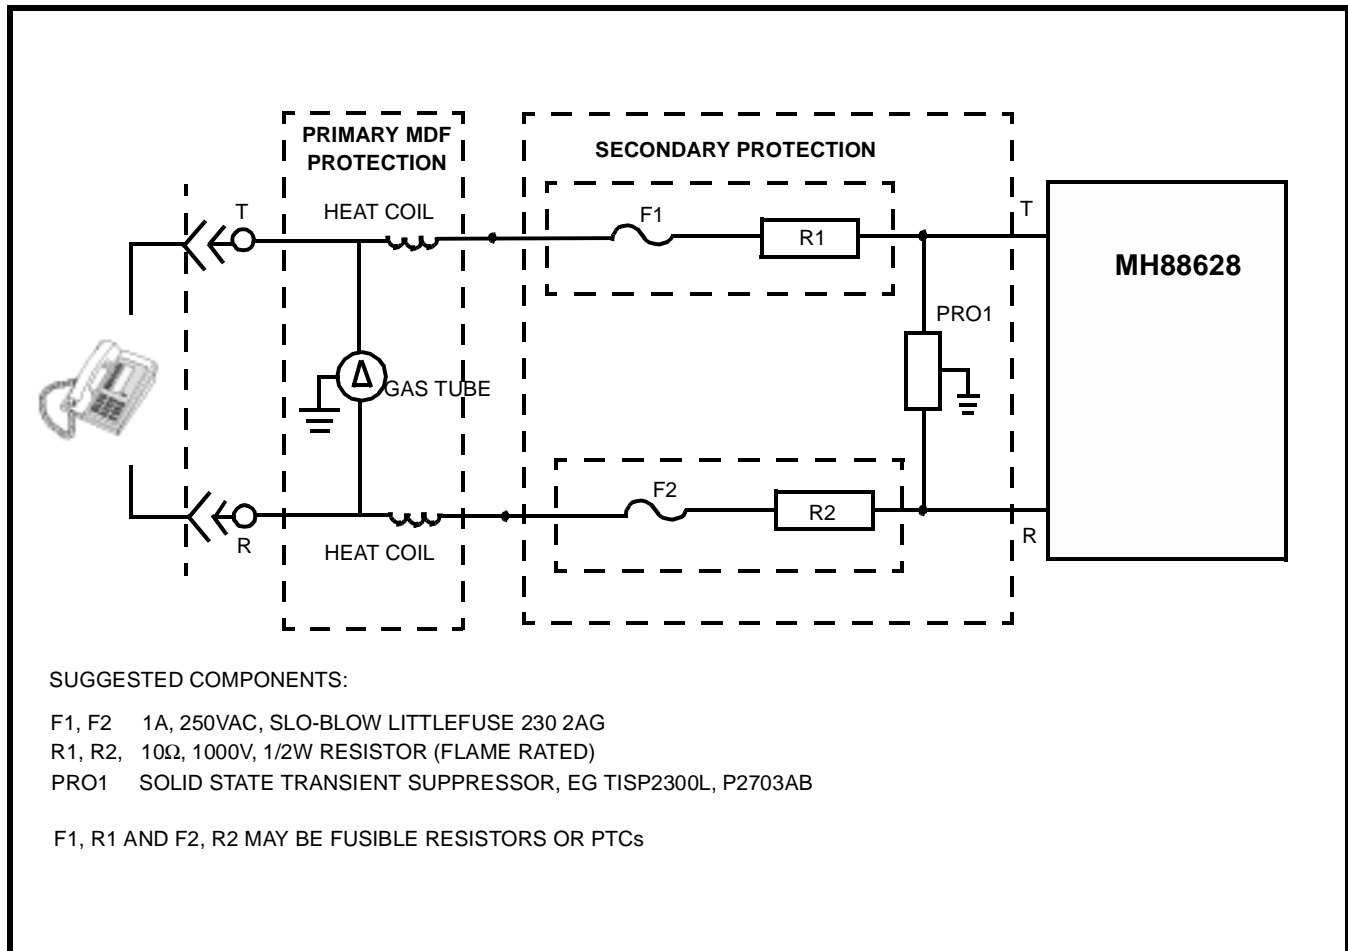 PRIMARY MDF
PROTECTION
SECONDARY PROTECTION
T
HEAT COIL
F1
R1
T
MH88628
PRO1
GAS TUBE
F2
R2
R
HEAT COIL
R
SUGGESTED COMPONENTS:
F1, F2 1A, 250VAC, SLO-BLOW LITTLEFUSE 230 2AG
R1, R2, 10Ω, 1000V, 1/2W RESISTOR (FLAME RATED)
PRO1 SOLID STATE TRANSIENT SUPPRESSOR, EG TISP2300L, P2703AB
F1, R1 AND F2, R2 MAY BE FUSIBLE RESISTORS OR PTCs